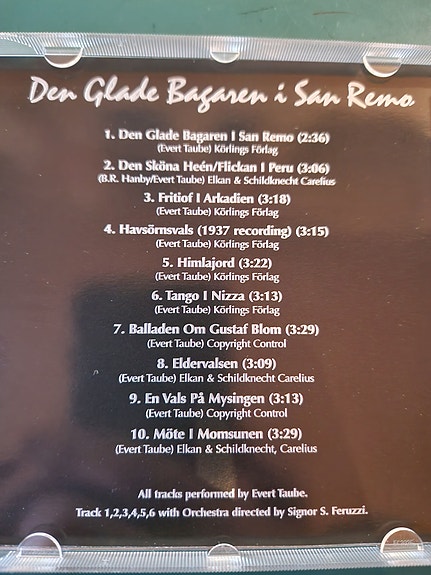 Den Glade Bagaren i San Remo
1. Den Glade Bagaren I San Remo (2:36)
(Evert Taube) Körlings Förlag
2. Den Sköna Heén/Flickan I Peru (3:06)
(B.R. Hanby/Evert Taube) Elkan & Schildknecht Carelius
3. Fritiof I Arkadien (3:18)
(Evert Taube) Körlings Förlag
4. Havsörnsvals (1937 recording) (3:15)
(Evert Taube) Körlings Förlag
5. Himlajord (3:22)
(Evert Taube) Körlings Förlag
6. Tango I Nizza (3:13)
(Evert Taube) Körlings Förlag
7. Balladen Om Gustaf Blom (3:29)
(Evert Taube) Copyright Control
8. Eldervalsen (3:09)
(Evert Taube) Elkan & Schildknecht Carelius
9. En Vals På Mysingen (3:13)
(Evert Taube) Copyright Control
10. Möte I Momsunen (3:29)
(Evert Taube) Elkan & Schildknecht, Carelius
All tracks performed by Evert Taube.
Track 1,2,3,4,5,6 with Orchestra directed by Signor S. Feruzzi.